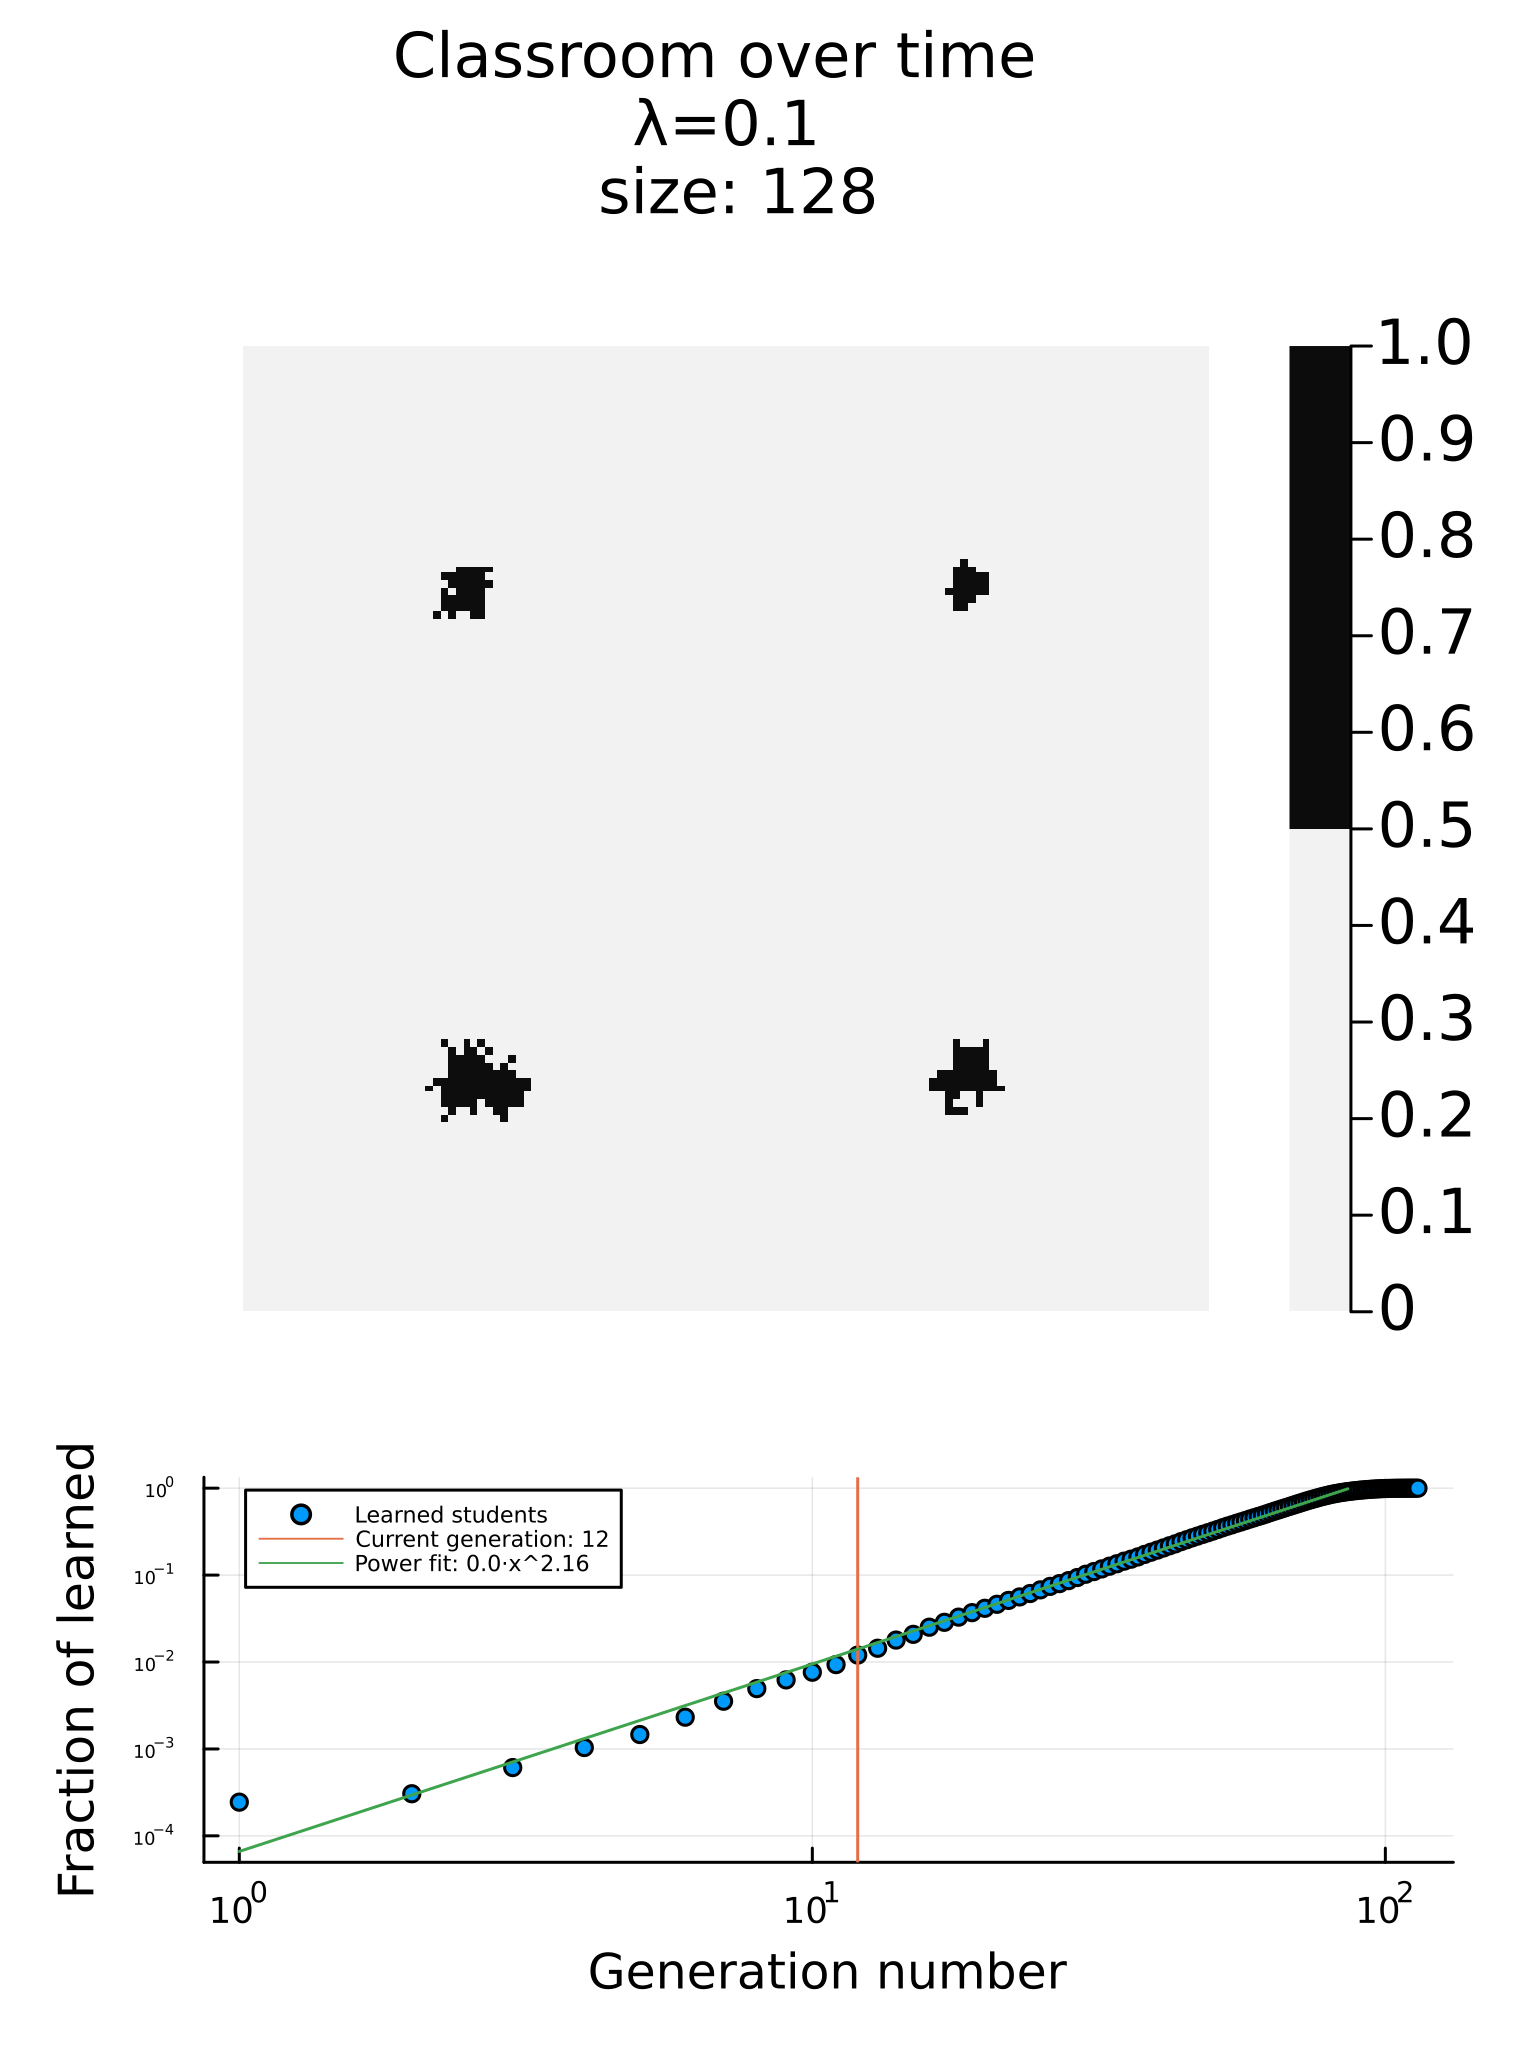 Classroom over time
λ=0.1
size: 128
1.0
0.9
0.8
0.7
0.6
0.5
0.4
0.3
0.2
0.1
0
Fraction of learned
10^0
10^−1
10^−2
10^−3
10^−4
Learned students
Current generation: 12
Power fit: 0.0·x^2.16
10^0 10^1 10^2
Generation number